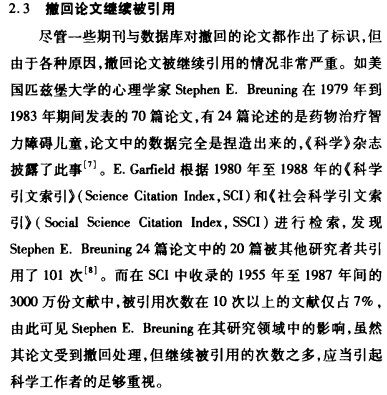 2.3 撤回论文继续被引用
尽管一些期刊与数据库对撤回的论文都作出了标识,但
由于各种原因,撤回论文被继续引用的情况非常严重。如美
国匹兹堡大学的心理学家 Stephen E. Breuning 在 1979 年到
1983 年期间发表的 70 篇论文,有 24 篇论述的是药物治疗智
力障碍儿童,论文中的数据完全是捏造出来的,《科学》杂志
披露了此事[7]。E. Garfield 根据 1980 年至 1988 年的《科学
引文索引》(Science Citation Index, SCI)和《社会科学引文索
引》(Social Science Citation Index, SSCI)进行检索,发现
Stephen E. Breuning 24 篇论文中的 20 篇被其他研究者共引
用了 101 次[8]。而在 SCI 中收录的 1955 年至 1987 年间的
3000 万份文献中,被引用次数在 10 次以上的文献仅占 7%,
由此可见 Stephen E. Breuning 在其研究领域中的影响,虽然
其论文受到撤回处理,但继续被引用的次数之多,应当引起
科学工作者的足够重视。